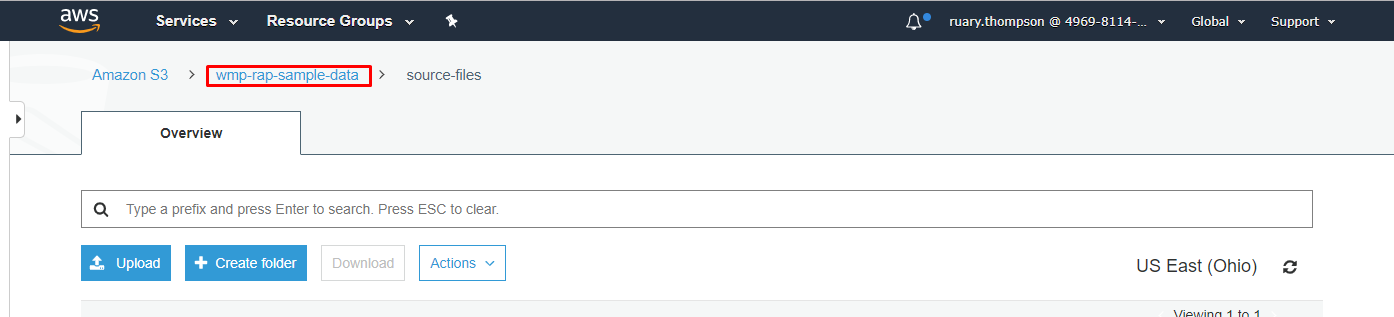 aws Services Resource Groups ruary.thompson @ 4969-8114-... Global Support
Amazon S3 > wmp-rap-sample-data > source-files
Overview
Type a prefix and press Enter to search. Press ESC to clear.
Upload + Create folder Download Actions US East (Ohio)
Viewing 1 to 1